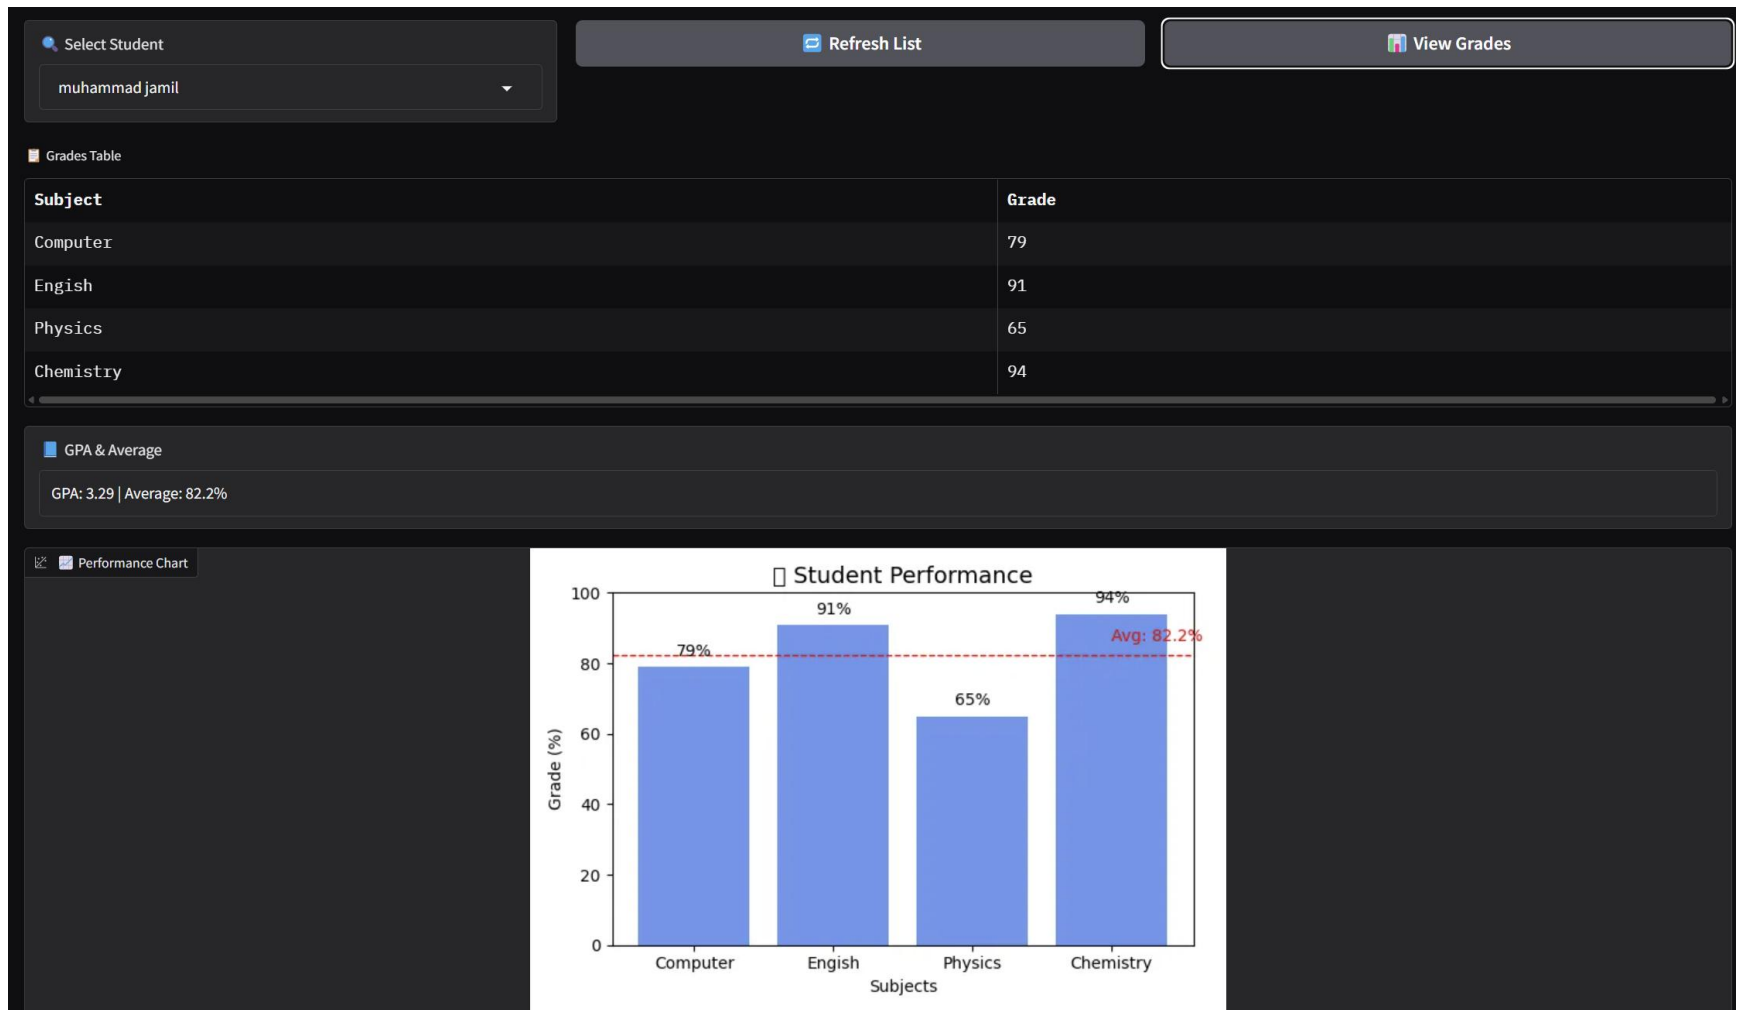 Select Student
Refresh List
View Grades
muhammad jamil
Grades Table
Subject Grade
Computer 79
Engish 91
Physics 65
Chemistry 94
GPA & Average
GPA: 3.29 | Average: 82.2%
Performance Chart
Student Performance
100
94%
91%
Avg: 82.2%
79%
80
65%
60
Grade (%)
40
20
0
Computer Engish Physics Chemistry
Subjects